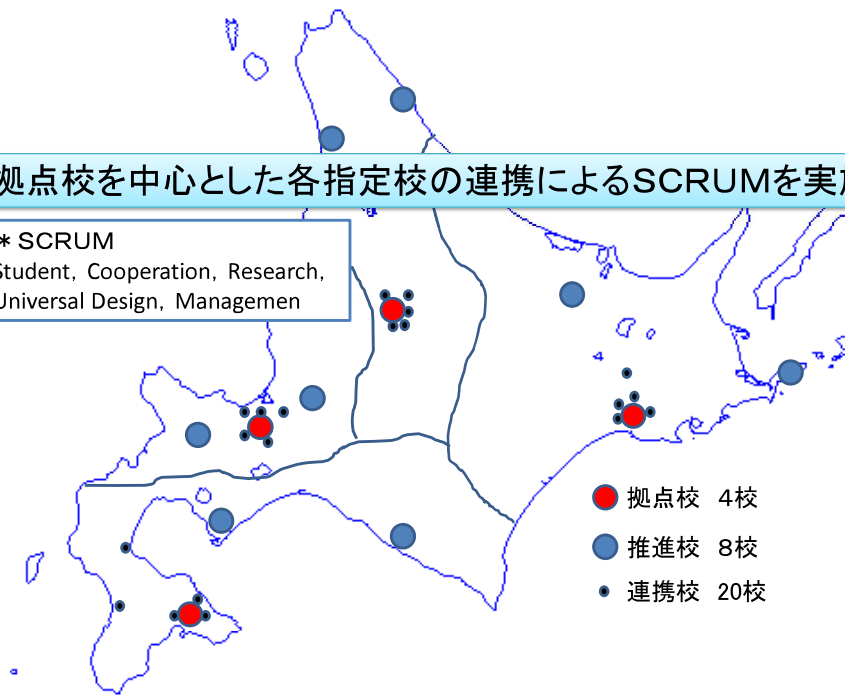 拠点校を中心とした各指定校の連携によるSCRUMを実
* SCRUM
Student, Cooperation, Research,
Universal Design, Managemen
拠点校 4校
推進校 8校
連携校 20校